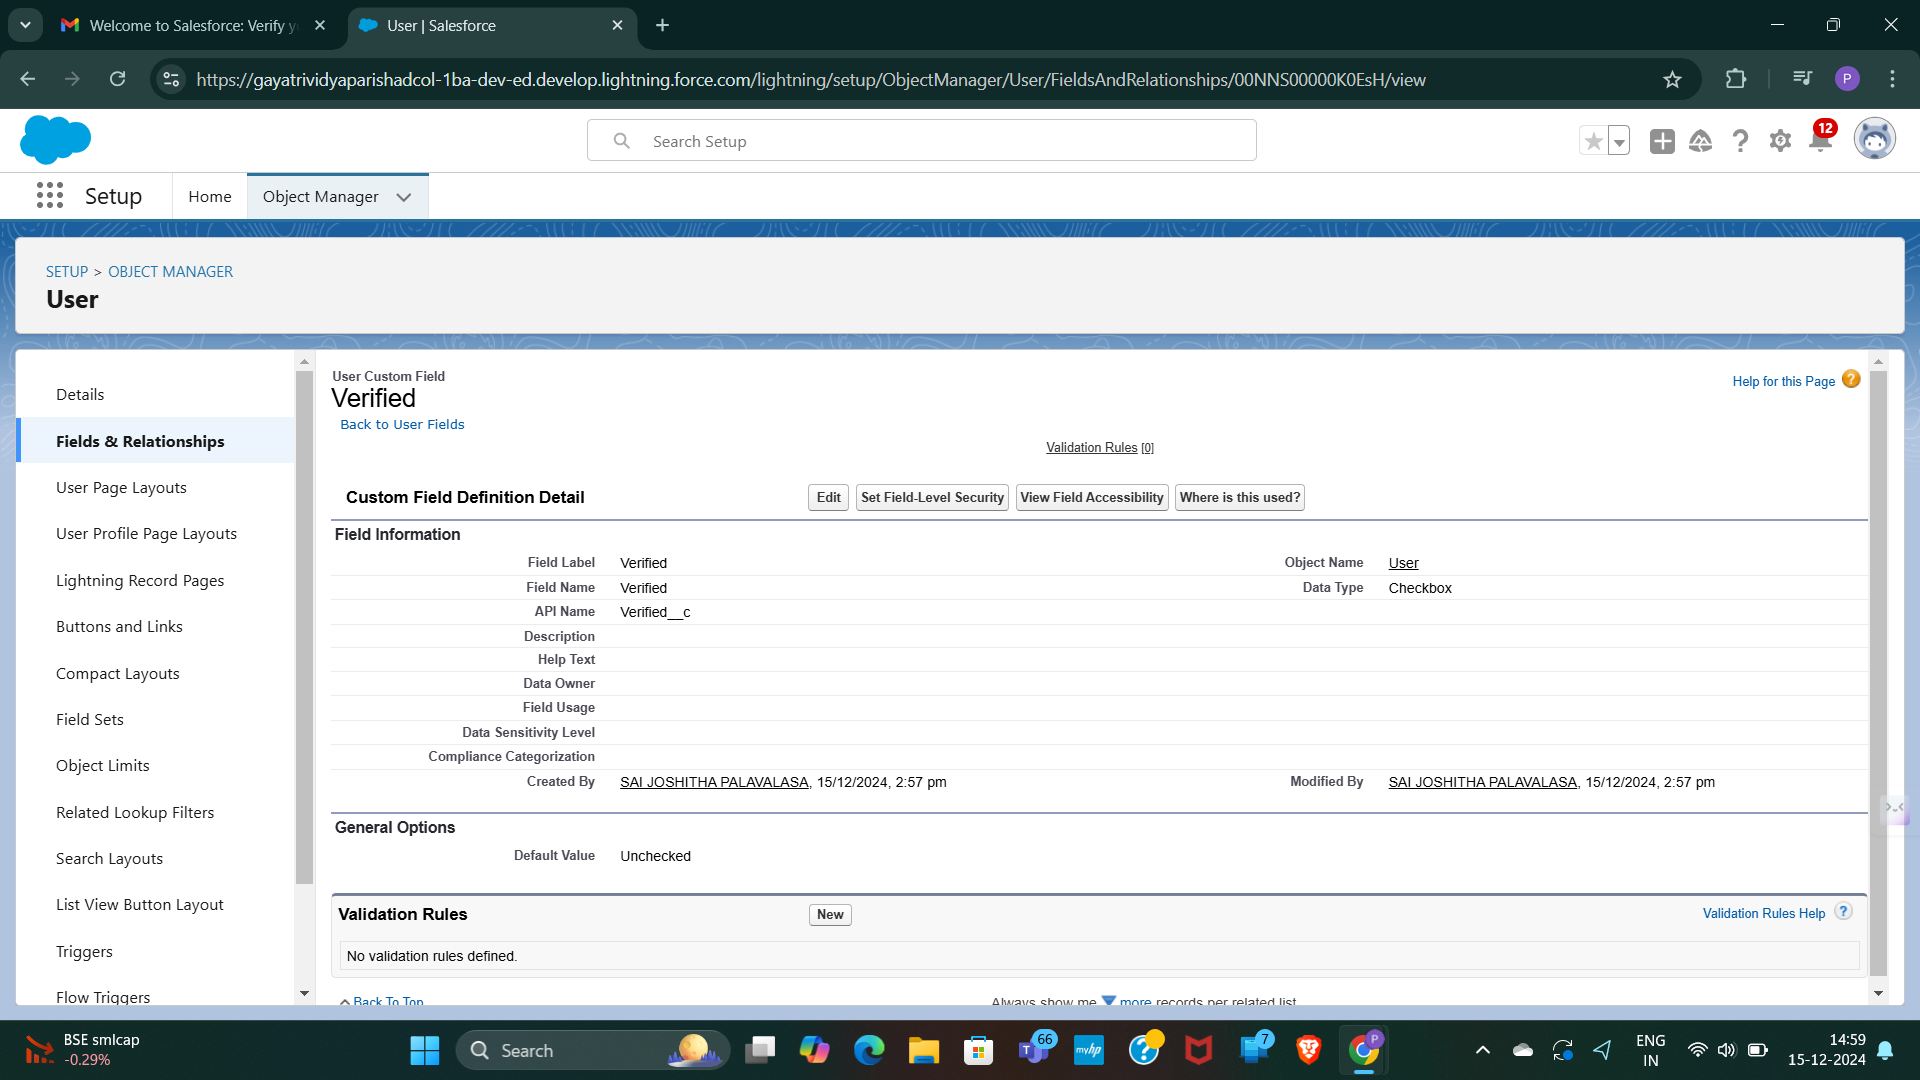 Welcome to Salesforce: Verify y
User | Salesforce
https://gayatrividyaparishadcol-1ba-dev-ed.develop.lightning.force.com/lightning/setup/ObjectManager/User/FieldsAndRelationships/00NNS00000K0EsH/view
P
Search Setup
12
Setup
Home
Object Manager
SETUP > OBJECT MANAGER
User
Details
Fields & Relationships
User Page Layouts
User Profile Page Layouts
Lightning Record Pages
Buttons and Links
Compact Layouts
Field Sets
Object Limits
Related Lookup Filters
Search Layouts
List View Button Layout
Triggers
Flow Triggers
User Custom Field
Verified
Help for this Page
Back to User Fields
Validation Rules [0]
Custom Field Definition Detail Edit Set Field-Level Security View Field Accessibility Where is this used?
Field Information
Field Label Verified Object Name User
Field Name Verified Data Type Checkbox
API Name Verified__c
Description
Help Text
Data Owner
Field Usage
Data Sensitivity Level
Compliance Categorization
Created By SAI JOSHITHA PALAVALASA, 15/12/2024, 2:57 pm Modified By SAI JOSHITHA PALAVALASA, 15/12/2024, 2:57 pm
General Options
Default Value Unchecked
Validation Rules New Validation Rules Help ?
No validation rules defined.
Back To Top Always show me more records per related list
BSE smlcap
-0.29%
Search
66
myhp
7
P
ENG
IN
14:59
15-12-2024